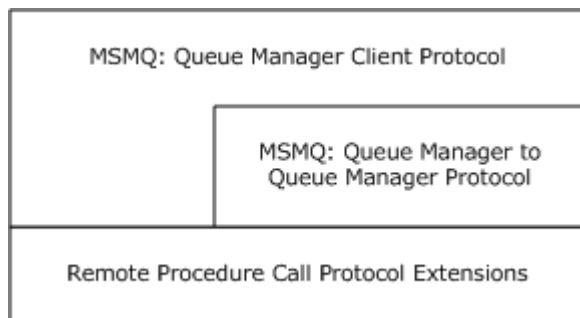 MSMQ: Queue Manager Client Protocol
MSMQ: Queue Manager to
Queue Manager Protocol
Remote Procedure Call Protocol Extensions